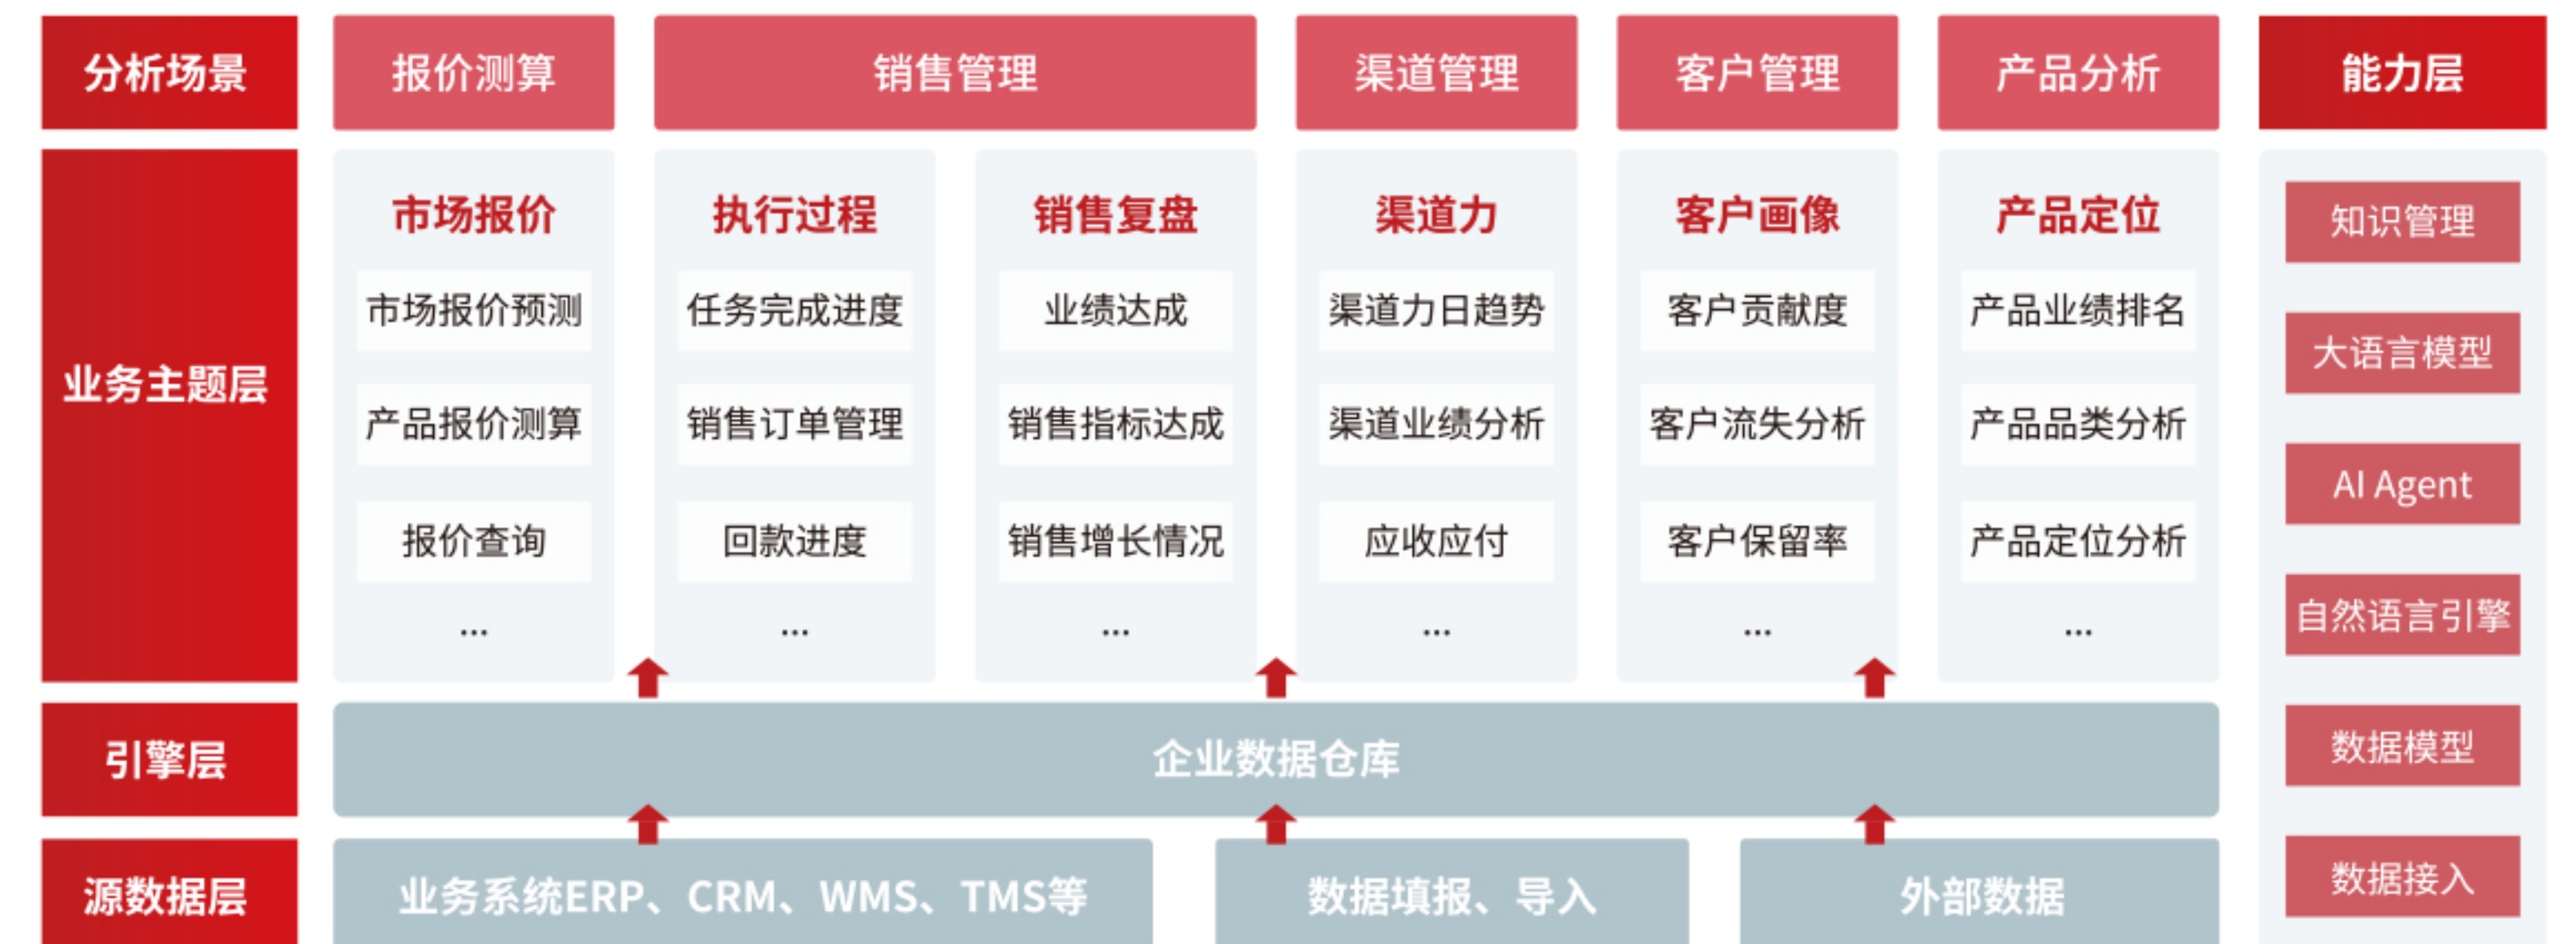 分析场景
报价测算
销售管理
渠道管理
客户管理
产品分析
能力层
业务主题层
市场报价
市场报价预测
产品报价测算
报价查询
...
执行过程
任务完成进度
销售订单管理
回款进度
...
销售复盘
业绩达成
销售指标达成
销售增长情况
...
渠道力
渠道力日趋势
渠道业绩分析
应收应付
...
客户画像
客户贡献度
客户流失分析
客户保留率
...
产品定位
产品业绩排名
产品品类分析
产品定位分析
...
知识管理
大语言模型
AI Agent
自然语言引擎
数据模型
数据接入
引擎层
企业数据仓库
源数据层
业务系统ERP、CRM、WMS、TMS等
数据填报、导入
外部数据